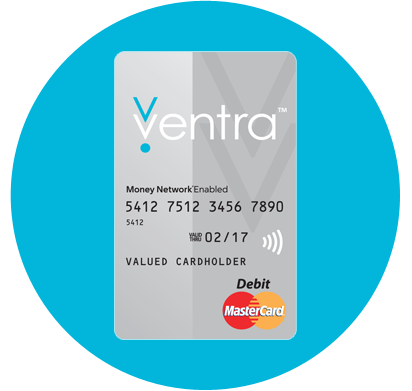 Ventra™
Money Network® Enabled
5412 7512 3456 7890
5412
VALID THRU 02/17
VALUED CARDHOLDER
Debit
MasterCard